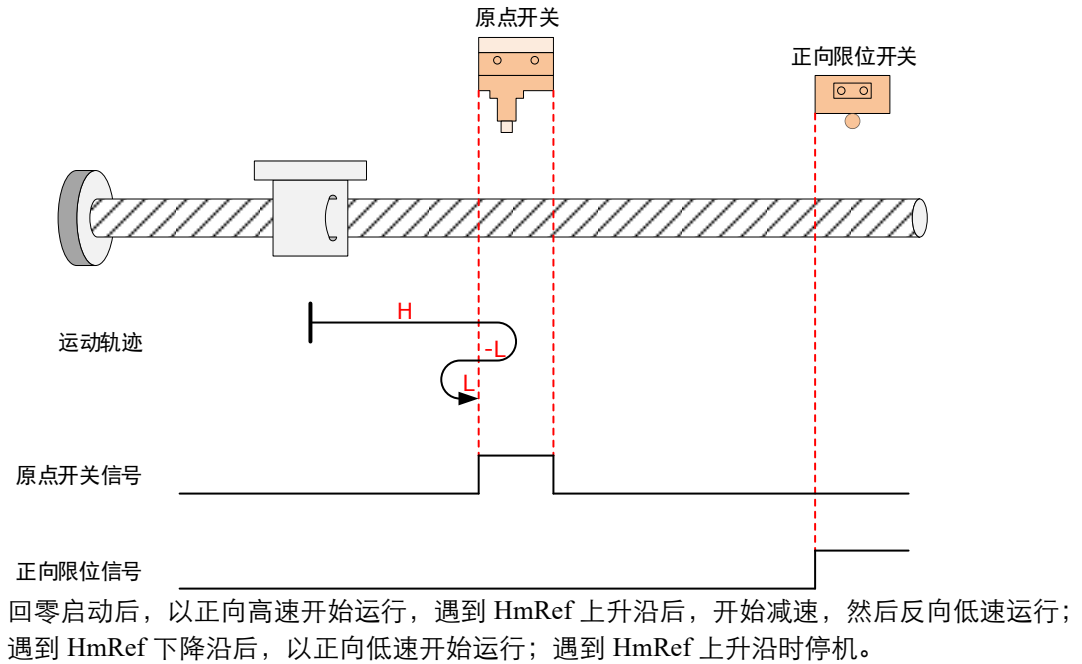 原点开关
正向限位开关
H
运动轨迹
-L
L
原点开关信号
正向限位信号
回零启动后，以正向高速开始运行，遇到 HmRef 上升沿后，开始减速，然后反向低速运行；
遇到 HmRef 下降沿后，以正向低速开始运行；遇到 HmRef 上升沿时停机。